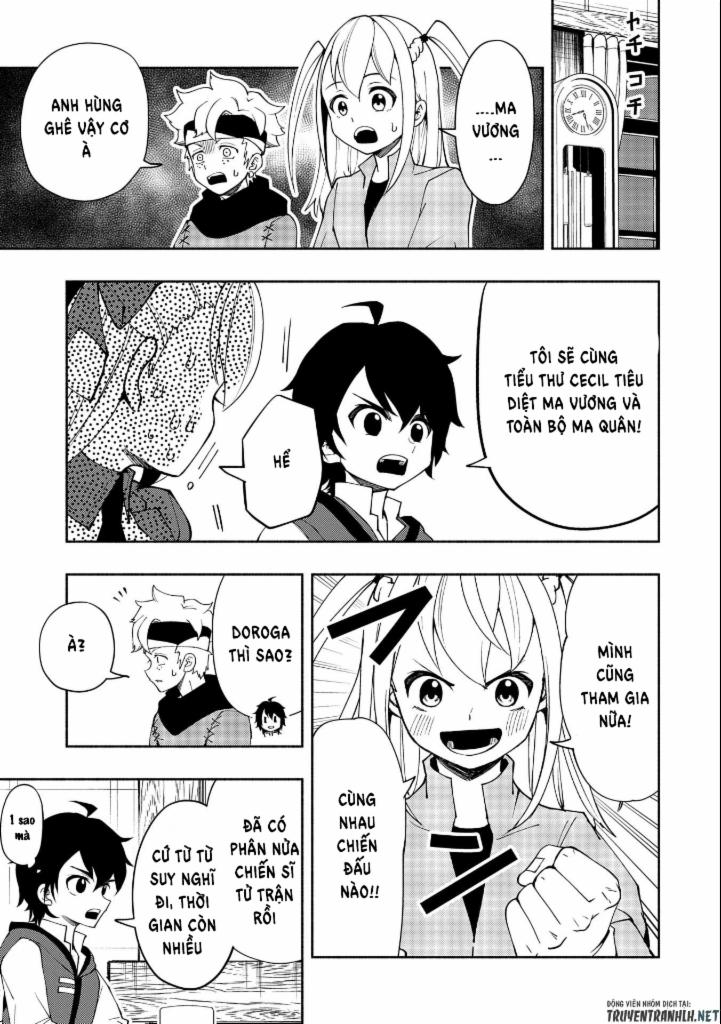 トチ
コチ
....MA
VƯƠNG
...
ANH HÙNG
GHÊ VẬY CƠ
À
TÔI SẼ CÙNG
TIỂU THƯ CECIL TIÊU
DIỆT MA VƯƠNG VÀ
TOÀN BỘ MA QUÂN!
HỂ
MÌNH
CŨNG
THAM GIA
NỮA!
CÙNG
NHAU
CHIẾN
ĐẤU
NÀO!!
DOROGA
THÌ SAO?
À?
ĐÃ CÓ
PHÂN NỬA
CHIẾN SĨ
TỬ TRẬN
RỒI
CỨ TỪ TỪ
SUY NGHĨ
ĐI, THỜI
GIAN CÒN
NHIỀU
1 sao
mà
ĐỘNG VIÊN NHÓM DỊCH TẠI:
TRUYENTRANHLH.NET